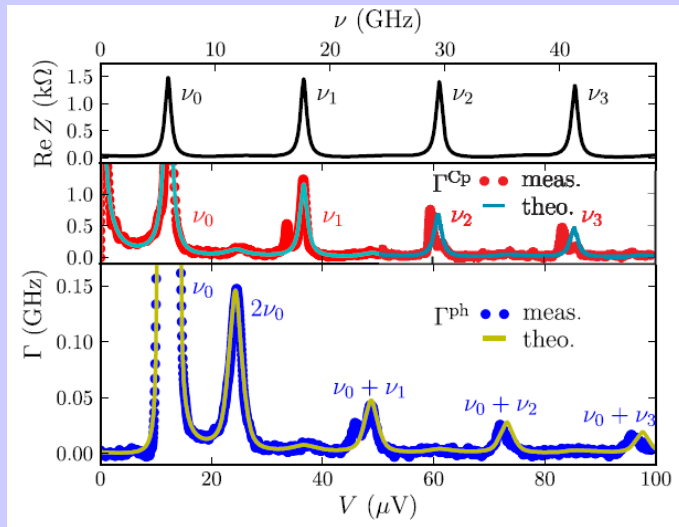 ν (GHz)
0 10 20 30 40
Re Z (kΩ)
1.5
1.0
0.5
0.0
ν₀ ν₁ ν₂ ν₃
1.0
0.5
0.0
Γ^Cp meas.
theo.
ν₀ ν₁ ν₂ ν₃
Γ (GHz)
0.15
0.10
0.05
0.00
ν₀
2ν₀
Γ^ph meas.
theo.
ν₀ + ν₁
ν₀ + ν₂
ν₀ + ν₃
0 20 40 60 80 100
V (μV)